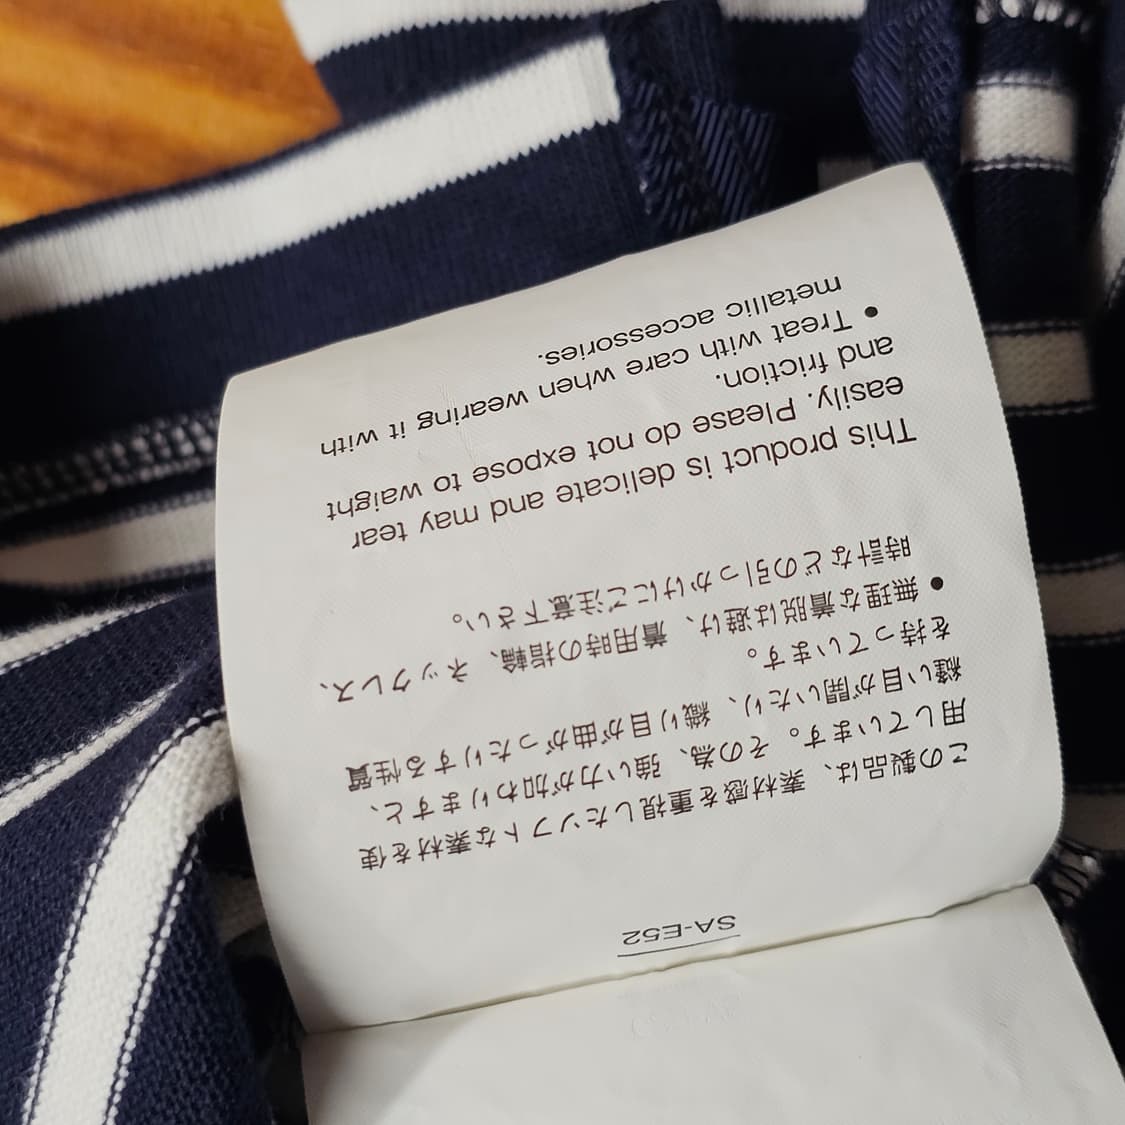 SA-E52
この製品は、素材感を重視したソフトな素材を使
用しています。その為、強い力が加わりますと、
縫い目が開いたり、織り目が曲がったりする性質
を持っています。
● 無理な着脱は避け、着用時の指輪、ネックレス、
時計などの引っかけにご注意下さい。
This product is delicate and may tear
easily. Please do not expose to waight
and friction.
● Treat with care when wearing it with
metallic accessories.